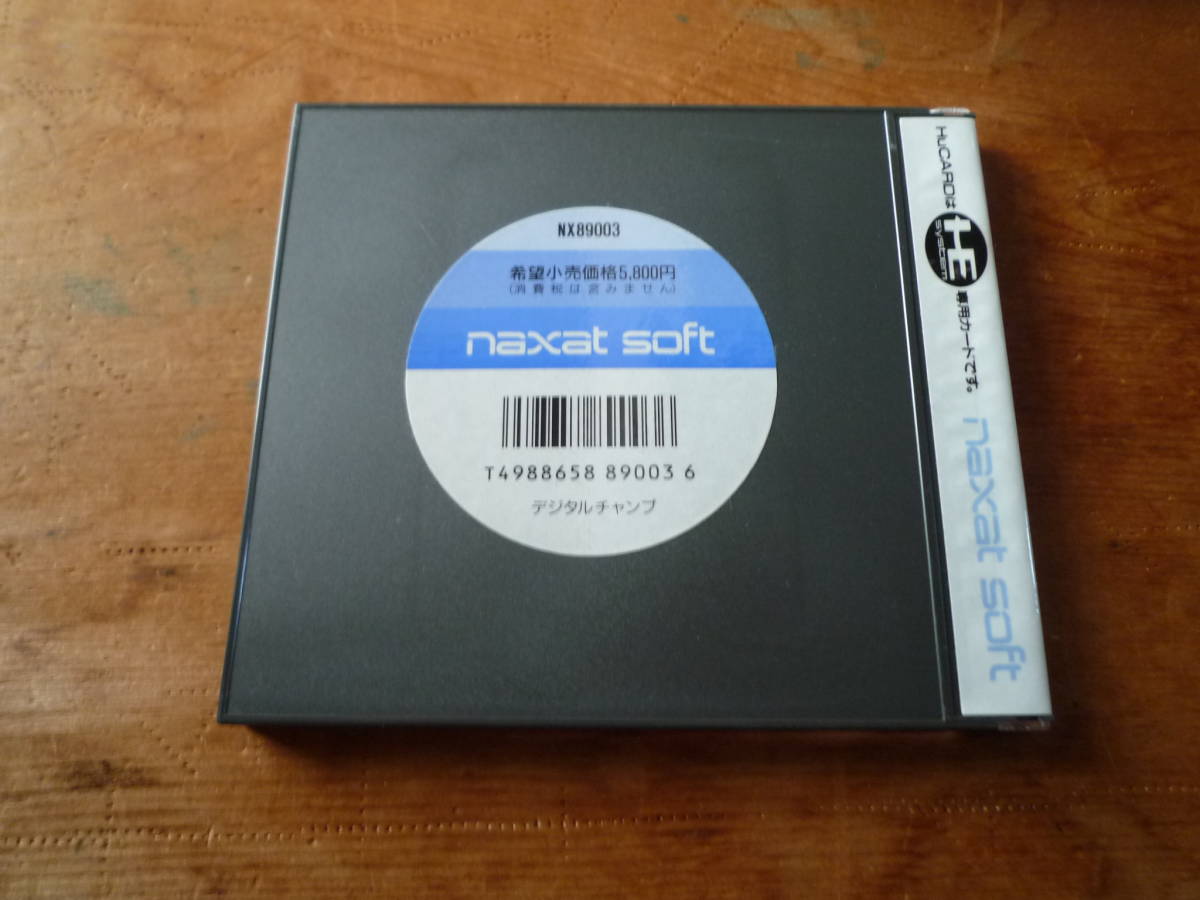 NX89003
希望小売価格5,800円
(消費税は含みません)
naxat soft
T4988658 89003 6
デジタルチャンプ
HuCARDは HE system 専用カードです。
naxat soft